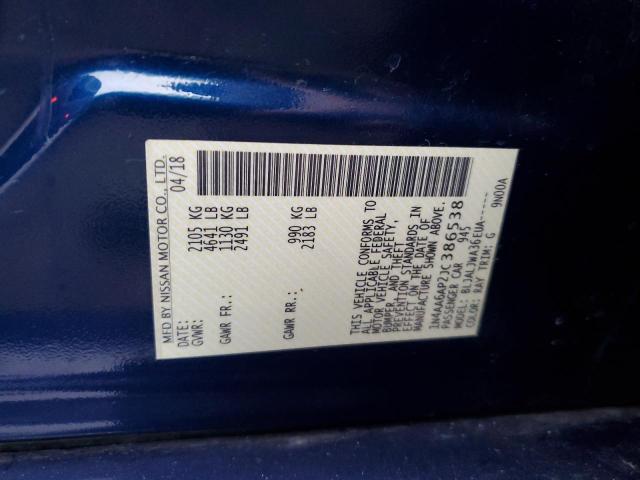 MFD BY NISSAN MOTOR CO., LTD.
DATE: 04/18
GVWR: 2105 KG
4641 LB
GAWR FR.: 1130 KG
2491 LB
GAWR RR.: 990 KG
2183 LB
THIS VEHICLE CONFORMS TO
ALL APPLICABLE FEDERAL
MOTOR VEHICLE SAFETY,
BUMPER, AND THEFT
PREVENTION STANDARDS IN
EFFECT ON THE DATE OF
MANUFACTURE SHOWN ABOVE.
1N4AA6AP2JC386538
PASSENGER CAR 945
BLJALJWA36EUA-----
COLOR: RAY TRIM: G 9N00A